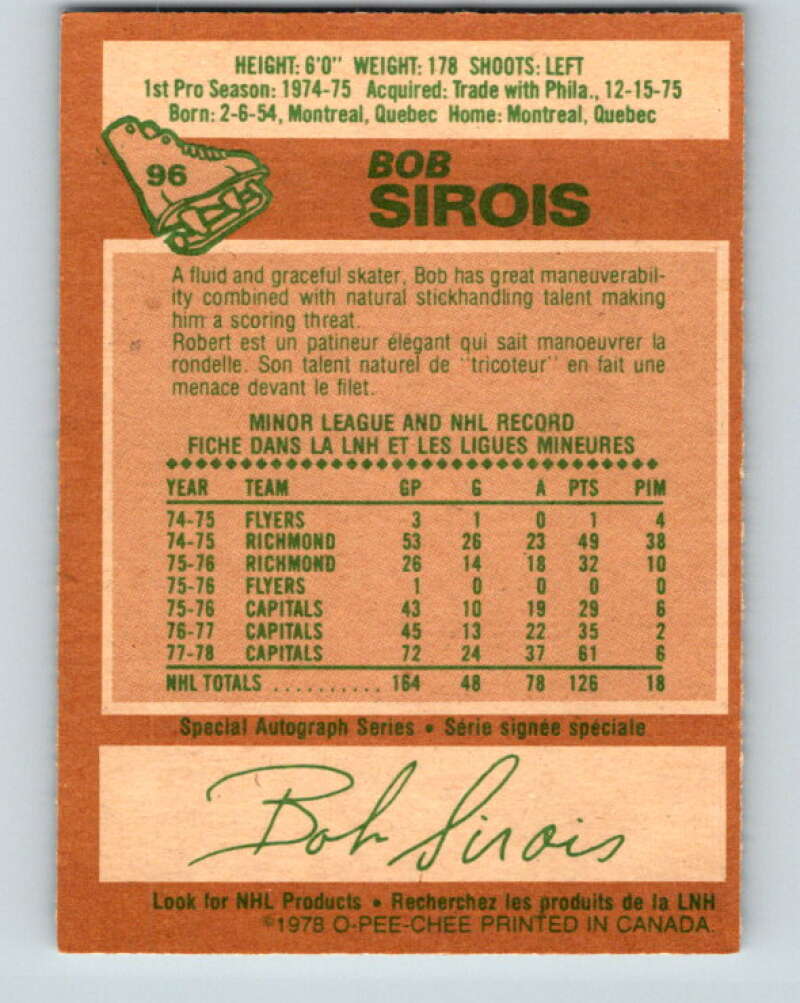 HEIGHT: 6'0" WEIGHT: 178 SHOOTS: LEFT
1st Pro Season: 1974-75 Acquired: Trade with Phila., 12-15-75
Born: 2-6-54, Montreal, Quebec Home: Montreal, Quebec
96
BOB
SIROIS
A fluid and graceful skater, Bob has great maneuverabil-
ity combined with natural stickhandling talent making
him a scoring threat.
Robert est un patineur élégant qui sait manoeuvrer la
rondelle. Son talent naturel de "tricoteur" en fait une
menace devant le filet.
MINOR LEAGUE AND NHL RECORD
FICHE DANS LA LNH ET LES LIGUES MINEURES
YEAR TEAM GP G A PTS PIM
74-75 FLYERS 3 1 0 1 4
74-75 RICHMOND 53 26 23 49 38
75-76 RICHMOND 26 14 18 32 10
75-76 FLYERS 1 0 0 0 0
75-76 CAPITALS 43 10 19 29 6
76-77 CAPITALS 45 13 22 35 2
77-78 CAPITALS 72 24 37 61 6
NHL TOTALS .......... 164 48 78 126 18
Special Autograph Series • Série signée spéciale
Bob Sirois
Look for NHL Products • Recherchez les produits de la LNH
©1978 O-PEE-CHEE PRINTED IN CANADA.